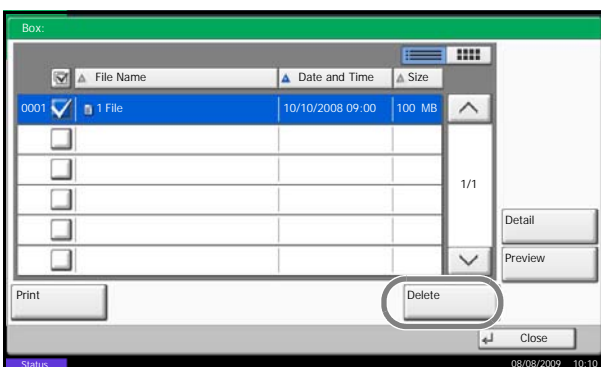 Box:
File Name Date and Time Size
0001 1 File 10/10/2008 09:00 100 MB
1/1
Detail
Preview
Print Delete
Close
Status 08/08/2009 10:10